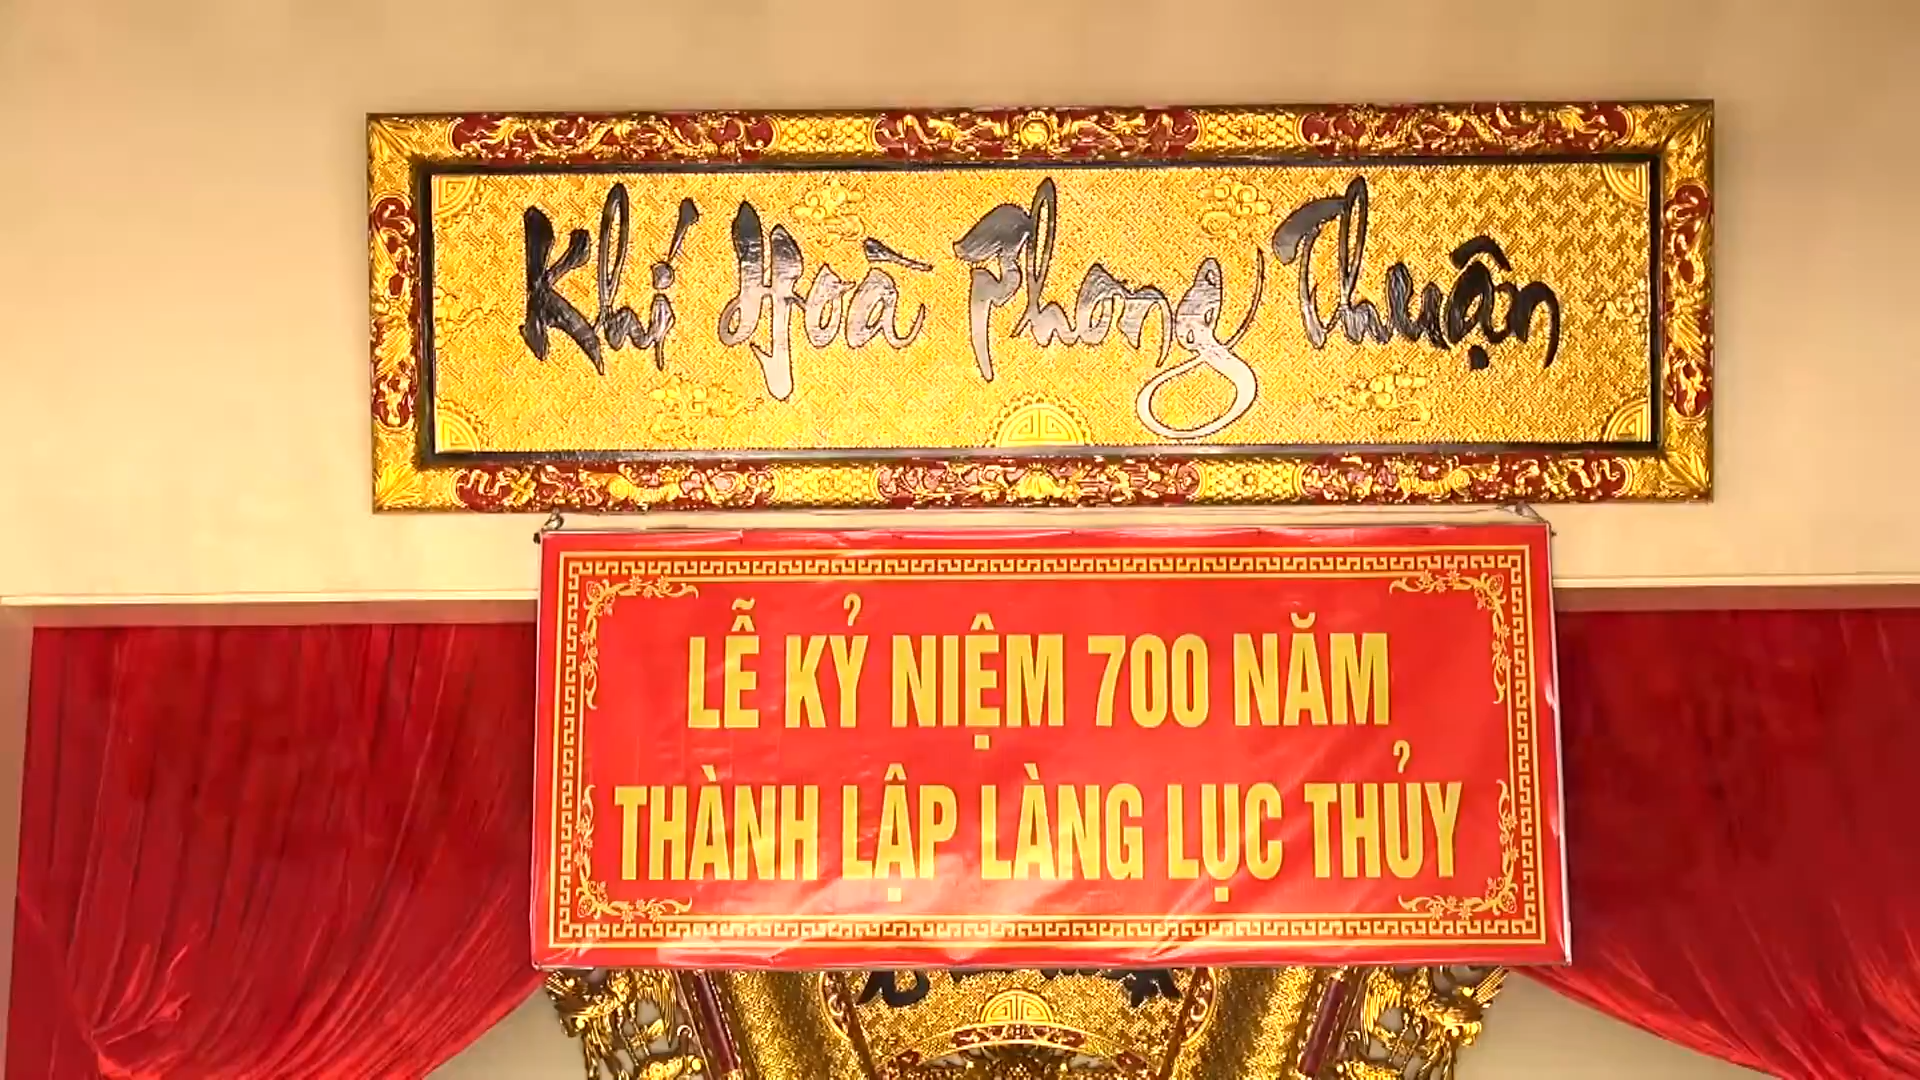 Khí Hoà Phong Thuận
LỄ KỶ NIỆM 700 NĂM
THÀNH LẬP LÀNG LỤC THỦY